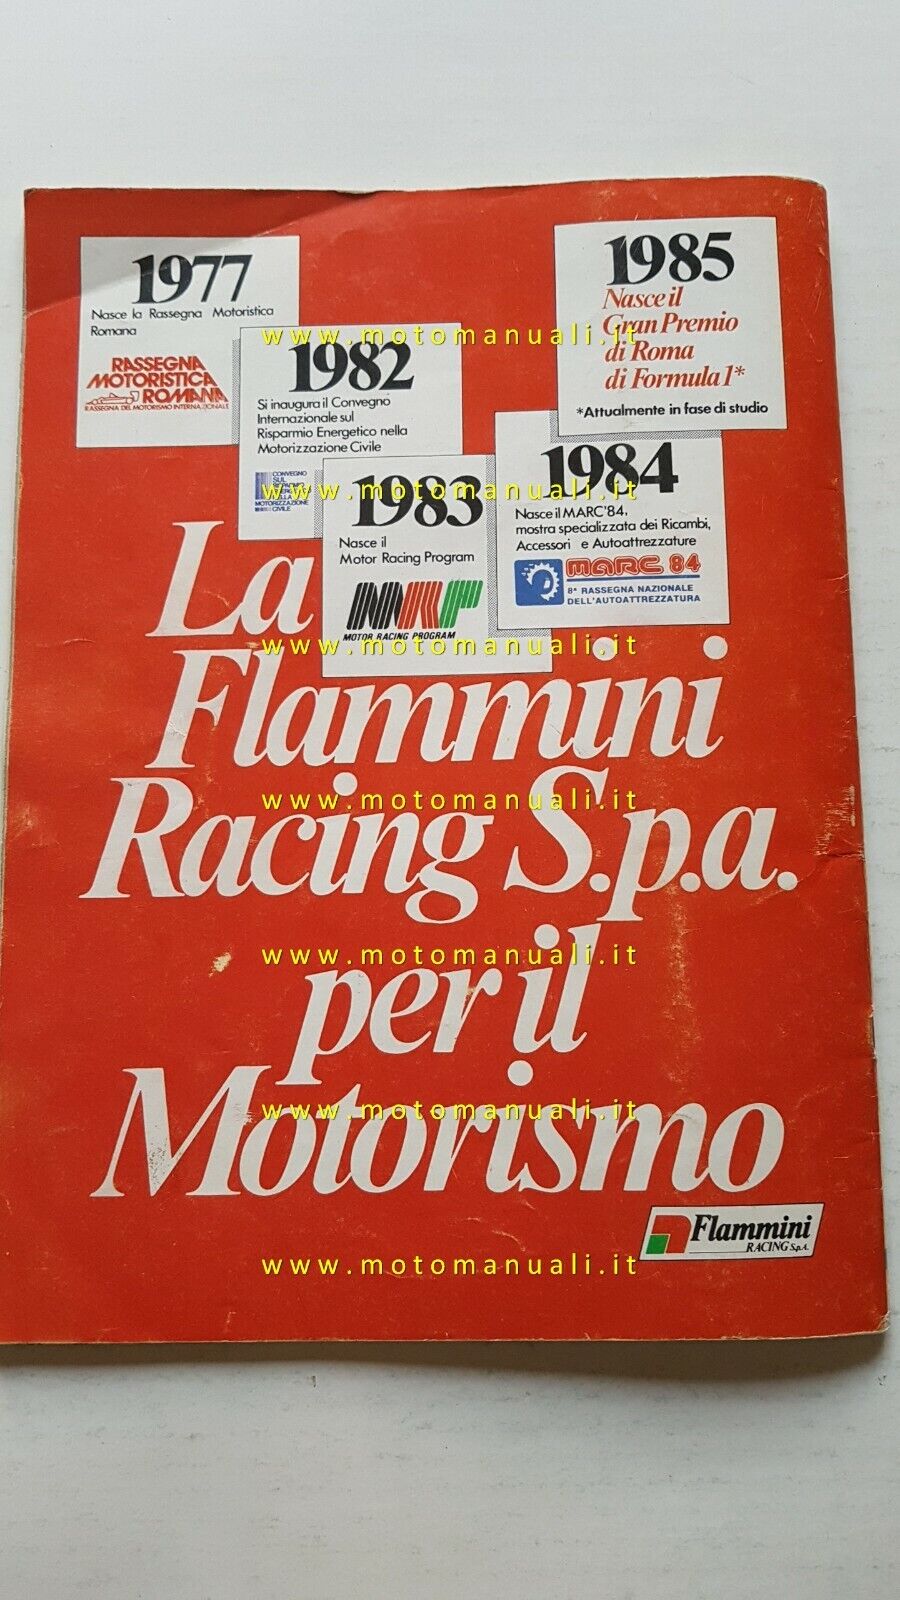 1977
Nasce la Rassegna Motoristica
Romana
RASSEGNA
MOTORISTICA
ROMANA
RASSEGNA DEL MOTORISMO INTERNAZIONALE
1982
Si inaugura il Convegno
Internazionale sul
Risparmio Energetico nella
Motorizzazione Civile
CONVEGNO
SUL
RISPARMIO
ENERGETICO
NELLA
MOTORIZZAZIONE
CIVILE
1983
Nasce il
Motor Racing Program
MRP
MOTOR RACING PROGRAM
1984
Nasce il MARC'84,
mostra specializzata dei Ricambi,
Accessori e Autoattrezzature
MARC 84
8ª RASSEGNA NAZIONALE
DELL'AUTOATTREZZATURA
1985
Nasce il
Gran Premio
di Roma
di Formula 1*
*Attualmente in fase di studio
La
Flammini
Racing S.p.a.
per il
Motorismo
Flammini
RACING S.p.A.
www.motomanuali.it
www.motomanuali.it
www.motomanuali.it
www.motomanuali.it
www.motomanuali.it
www.motomanuali.it
www.motomanuali.it